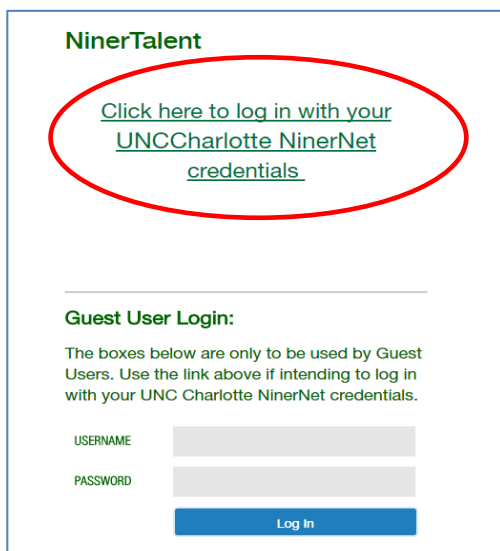 NinerTalent
Click here to log in with your
UNCCharlotte NinerNet
credentials
Guest User Login:
The boxes below are only to be used by Guest
Users. Use the link above if intending to log in
with your UNC Charlotte NinerNet credentials.
USERNAME
PASSWORD
Log In